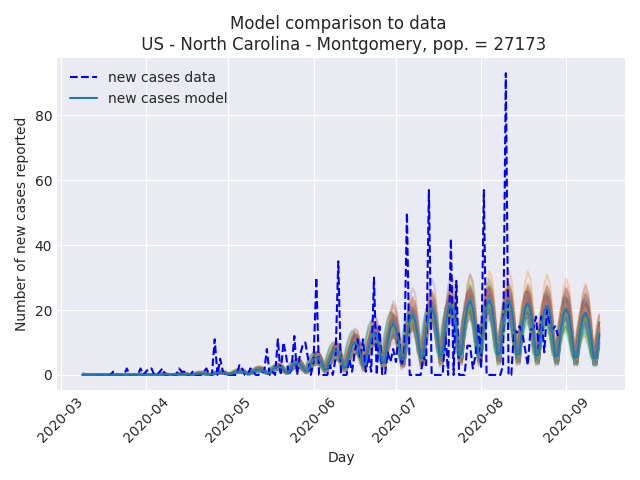 Model comparison to data
US - North Carolina - Montgomery, pop. = 27173
new cases data
new cases model
Number of new cases reported
80
60
40
20
0
2020-03
2020-04
2020-05
2020-06
2020-07
2020-08
2020-09
Day